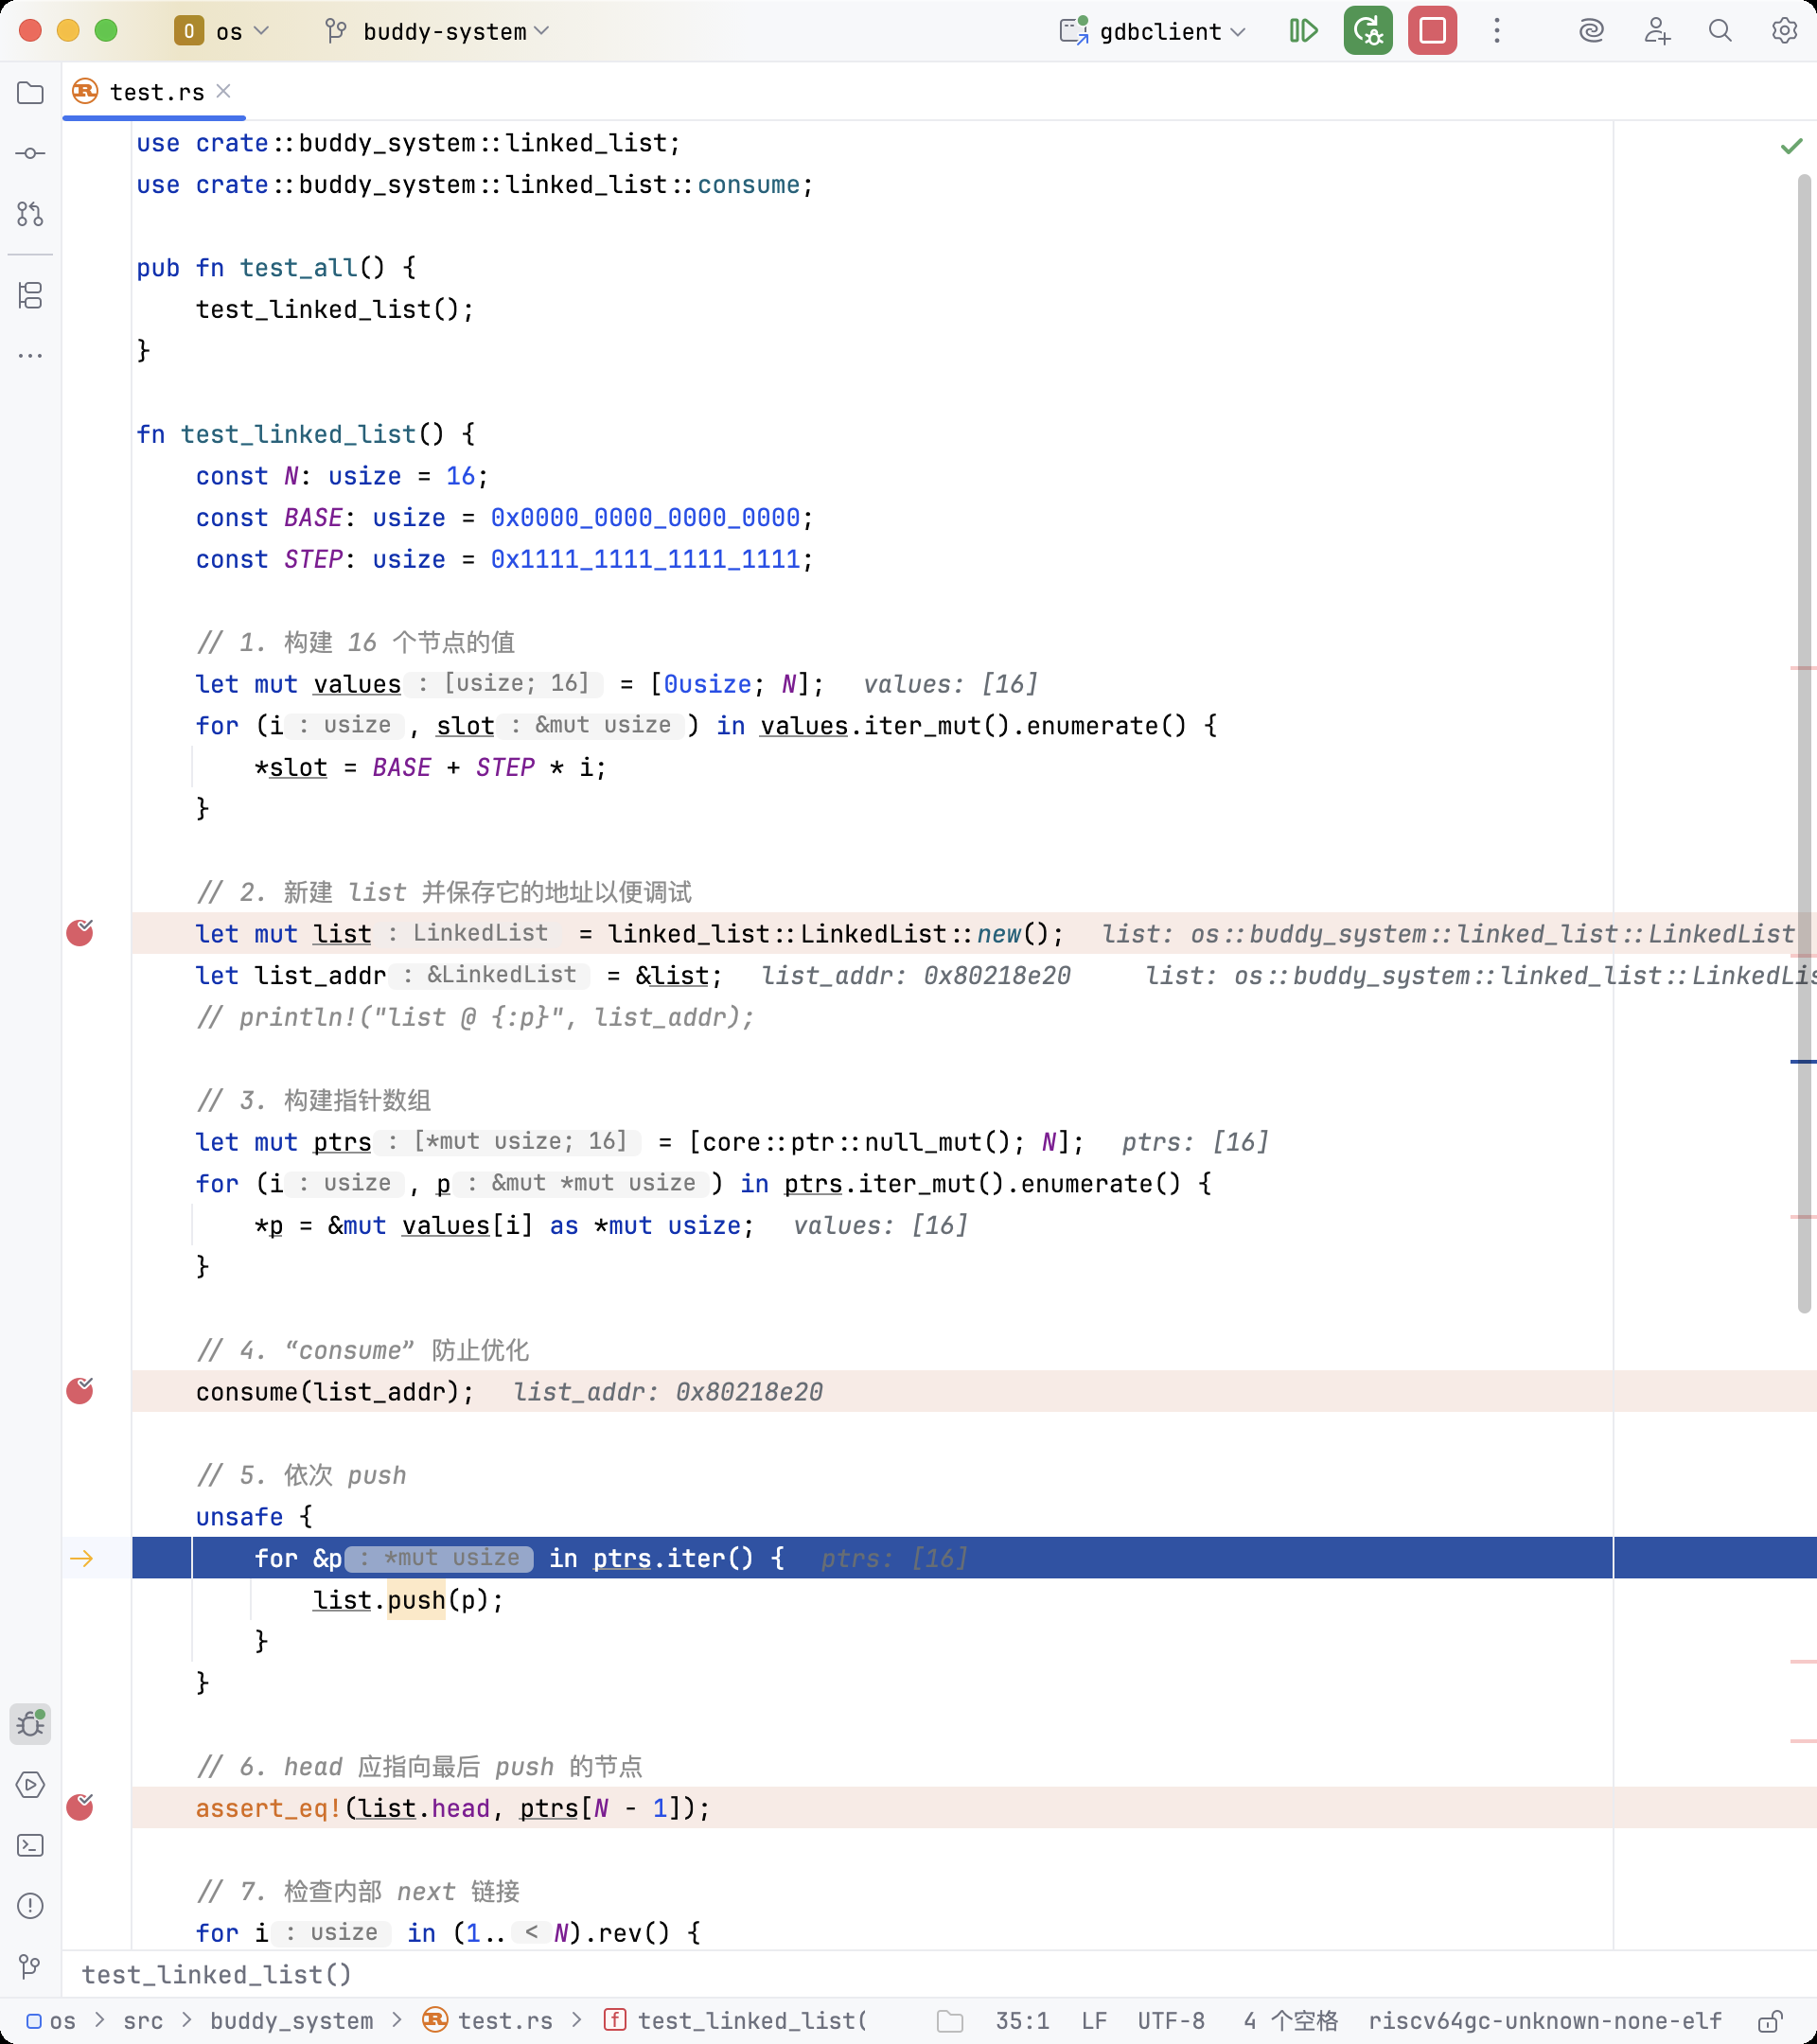 O os buddy-system gdbclient
test.rs
use crate::buddy_system::linked_list;
use crate::buddy_system::linked_list::consume;
pub fn test_all() {
    test_linked_list();
}
fn test_linked_list() {
    const N: usize = 16;
    const BASE: usize = 0x0000_0000_0000_0000;
    const STEP: usize = 0x1111_1111_1111_1111;
    // 1. 构建 16 个节点的值
    let mut values : [usize; 16] = [0usize; N]; values: [16]
    for (i : usize , slot : &mut usize ) in values.iter_mut().enumerate() {
        *slot = BASE + STEP * i;
    }
    // 2. 新建 list 并保存它的地址以便调试
    let mut list : LinkedList = linked_list::LinkedList::new(); list: os::buddy_system::linked_list::LinkedList
    let list_addr : &LinkedList = &list; list_addr: 0x80218e20 list: os::buddy_system::linked_list::LinkedLis
    // println!("list @ {:p}", list_addr);
    // 3. 构建指针数组
    let mut ptrs : [*mut usize; 16] = [core::ptr::null_mut(); N]; ptrs: [16]
    for (i : usize , p : &mut *mut usize ) in ptrs.iter_mut().enumerate() {
        *p = &mut values[i] as *mut usize; values: [16]
    }
    // 4. “consume” 防止优化
    consume(list_addr); list_addr: 0x80218e20
    // 5. 依次 push
    unsafe {
        for &p : *mut usize in ptrs.iter() { ptrs: [16]
            list.push(p);
        }
    }
    // 6. head 应指向最后 push 的节点
    assert_eq!(list.head, ptrs[N - 1]);
    // 7. 检查内部 next 链接
    for i : usize in (1.. < N).rev() {
test_linked_list()
os > src > buddy_system > test.rs > f test_linked_list( 35:1 LF UTF-8 4 个空格 riscv64gc-unknown-none-elf